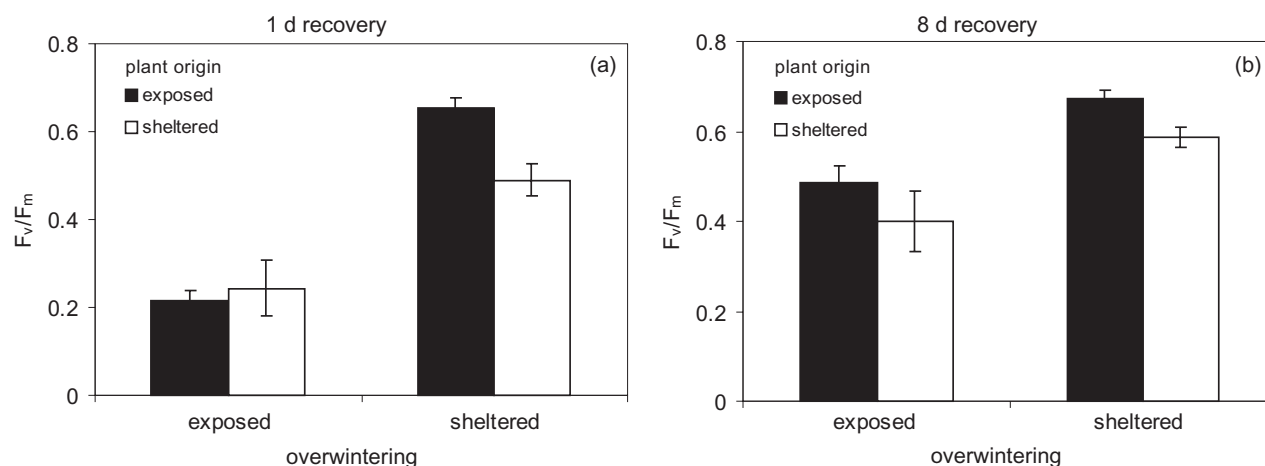 1 d recovery
0.8
0.6
0.4
0.2
0
Fv/Fm
plant origin
exposed
sheltered
(a)
exposed
sheltered
overwintering
8 d recovery
0.8
0.6
0.4
0.2
0
Fv/Fm
plant origin
exposed
sheltered
(b)
exposed
sheltered
overwintering